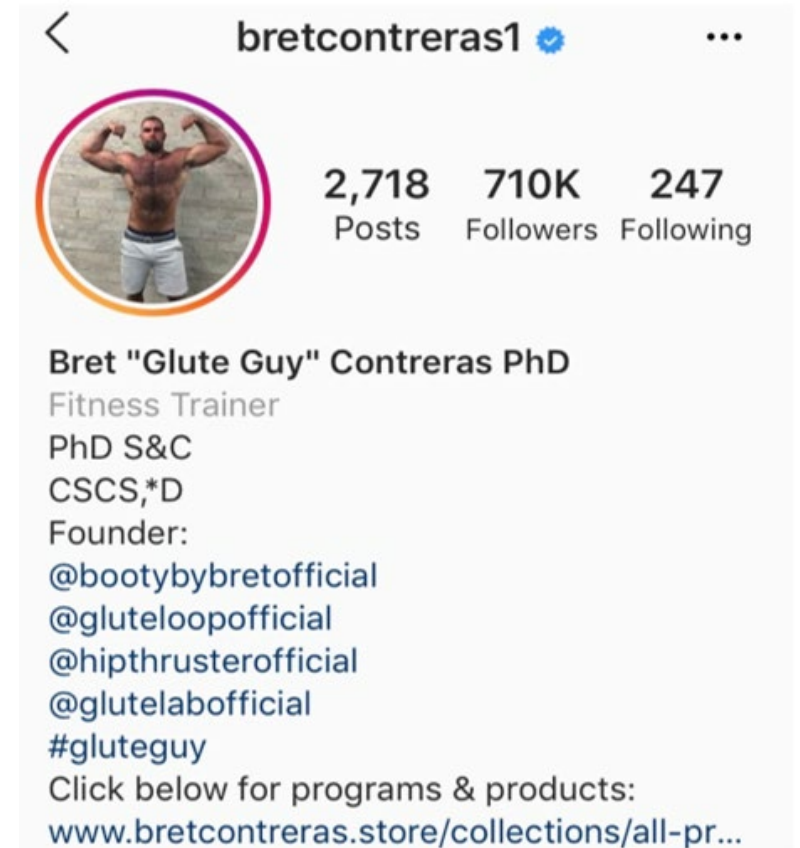 bretcontreras1
2,718 710K 247
Posts Followers Following
Bret "Glute Guy" Contreras PhD
Fitness Trainer
PhD S&C
CSCS,*D
Founder:
@bootybybretofficial
@gluteloopofficial
@hipthrusterofficial
@glutelabofficial
#gluteguy
Click below for programs & products:
www.bretcontreras.store/collections/all-pr...